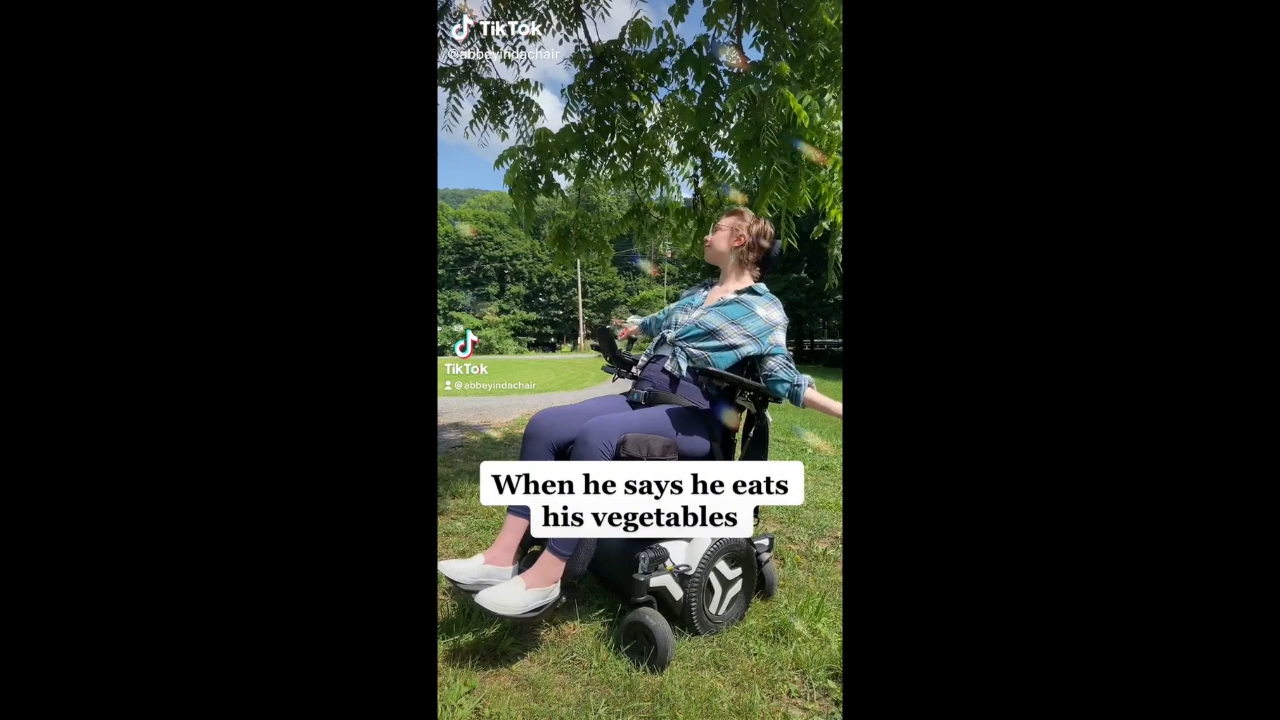 TikTok
@abbeyindachair
TikTok
@abbeyindachair
When he says he eats
his vegetables